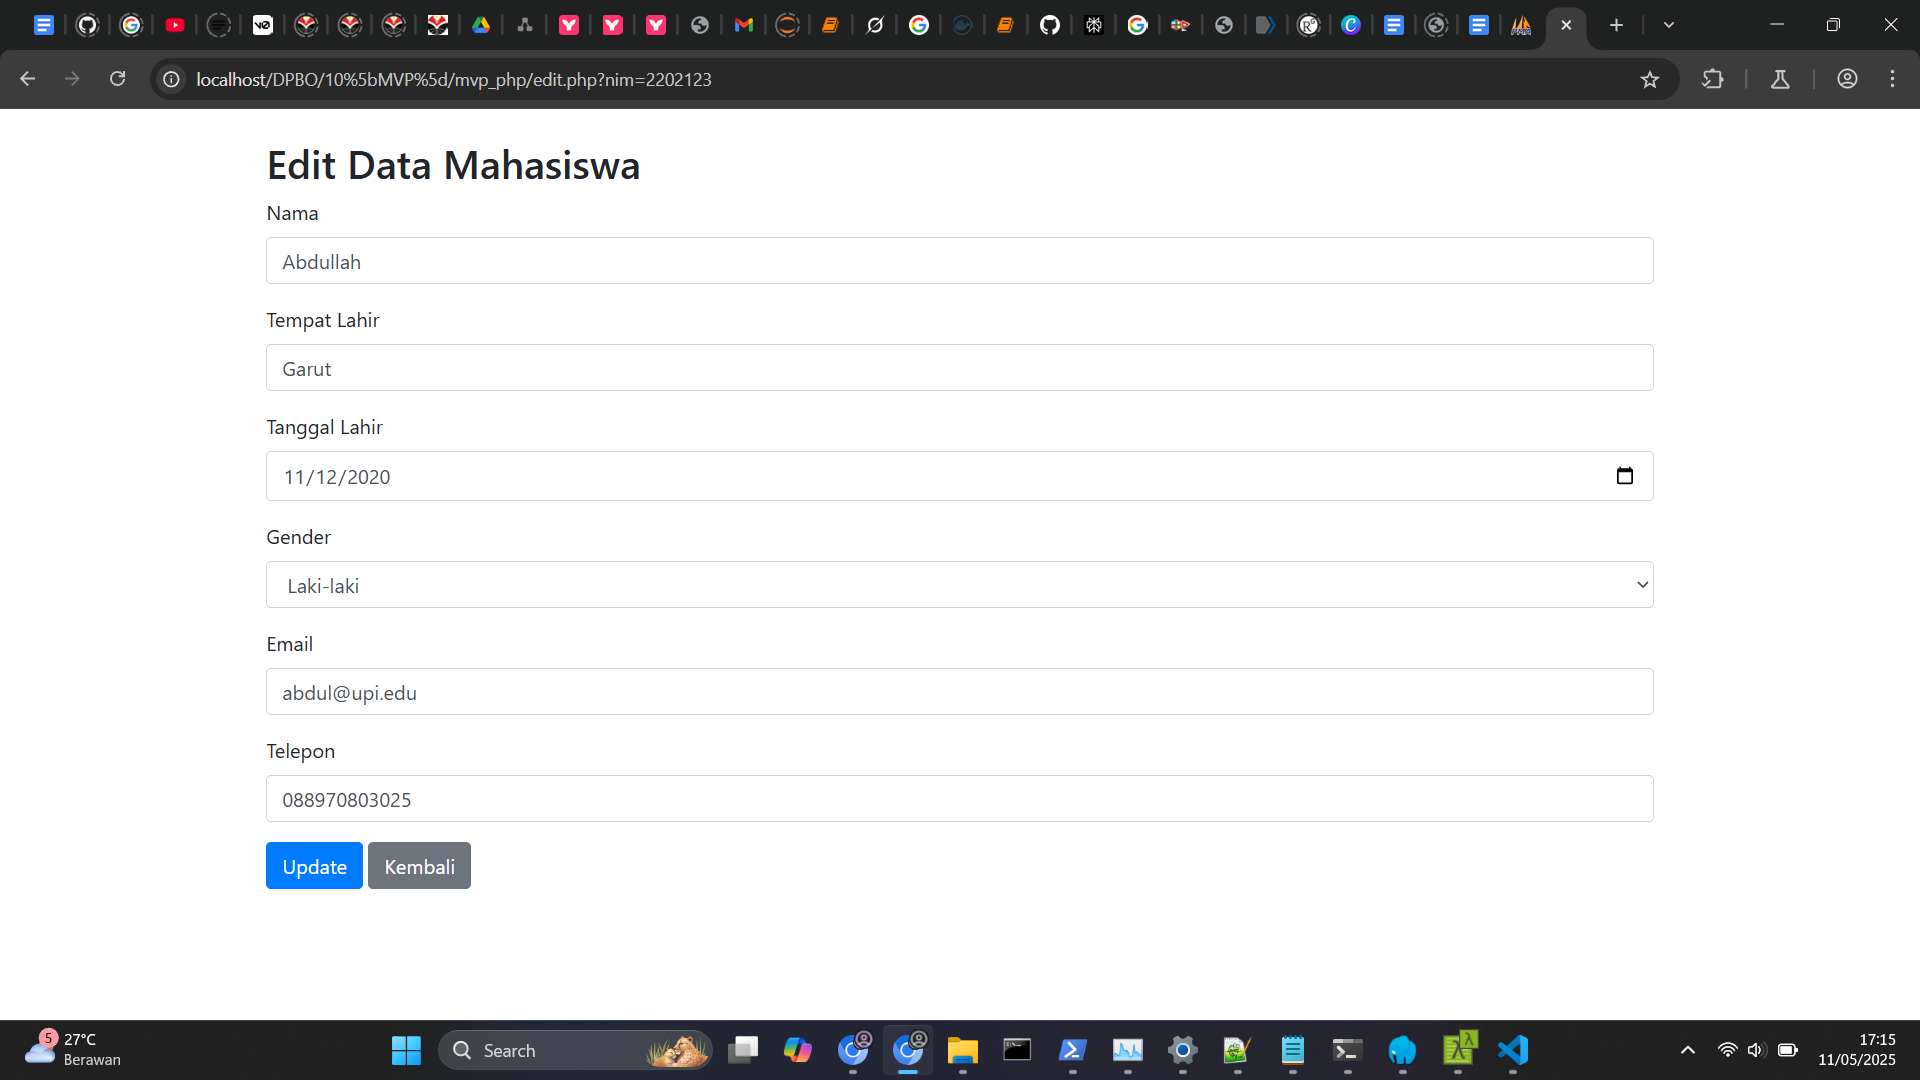 localhost/DPBO/10%5bMVP%5d/mvp_php/edit.php?nim=2202123
Edit Data Mahasiswa
Nama
Abdullah
Tempat Lahir
Garut
Tanggal Lahir
11/12/2020
Gender
Laki-laki
Email
abdul@upi.edu
Telepon
088970803025
Update Kembali
5
27°C
Berawan
Search
17:15
11/05/2025